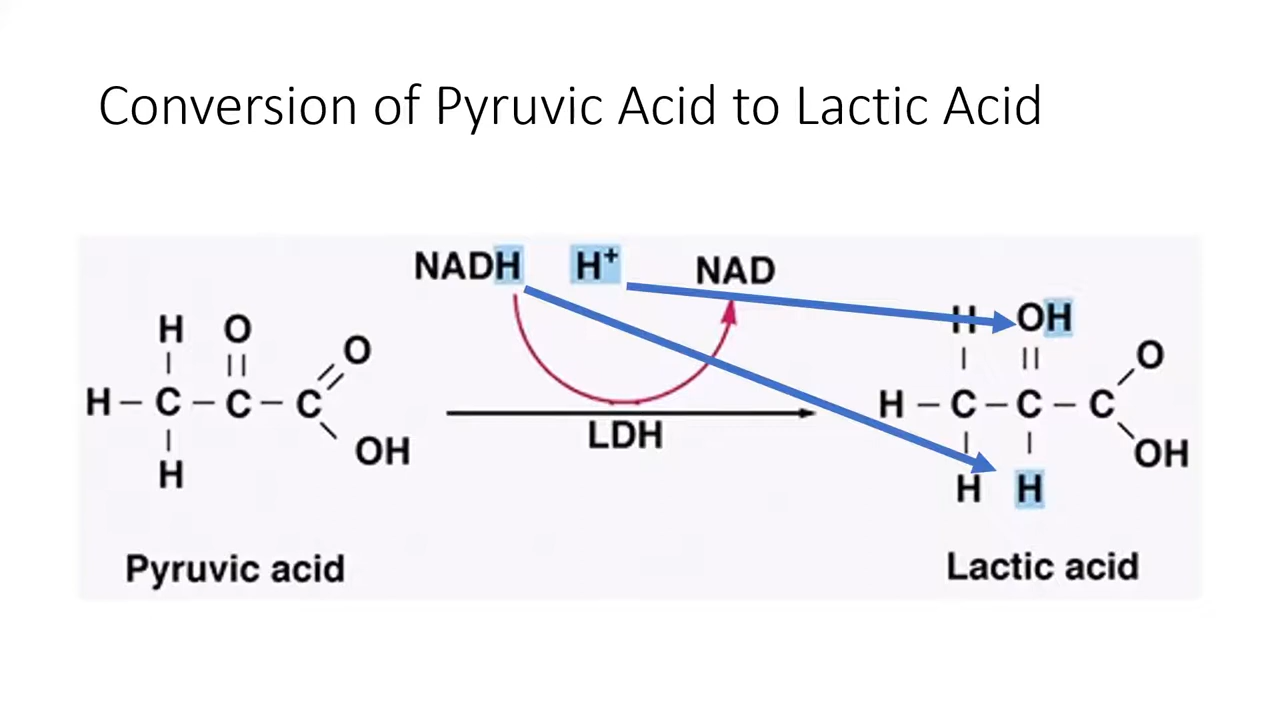 Conversion of Pyruvic Acid to Lactic Acid
NADH H⁺ NAD
H O
O
H – C – C – C
OH
H
LDH
H OH
O
H – C – C – C
OH
H H
Pyruvic acid
Lactic acid